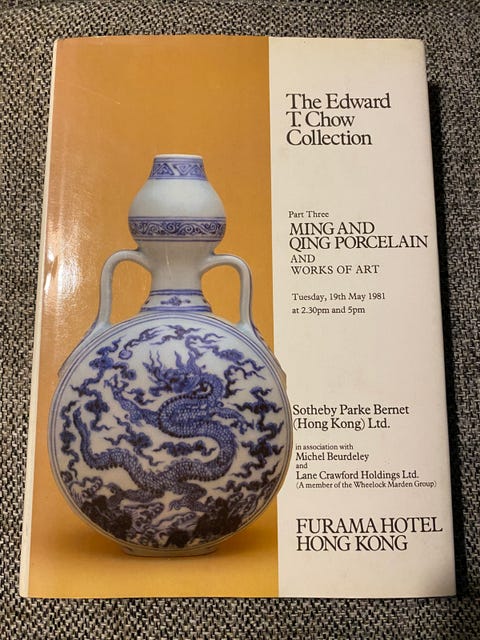 The Edward
T. Chow
Collection
Part Three
MING AND
QING PORCELAIN
AND
WORKS OF ART
Tuesday, 19th May 1981
at 2.30pm and 5pm
Sotheby Parke Bernet
(Hong Kong) Ltd.
in association with
Michel Beurdeley
and
Lane Crawford Holdings Ltd.
(A member of the Wheelock Marden Group)
FURAMA HOTEL
HONG KONG